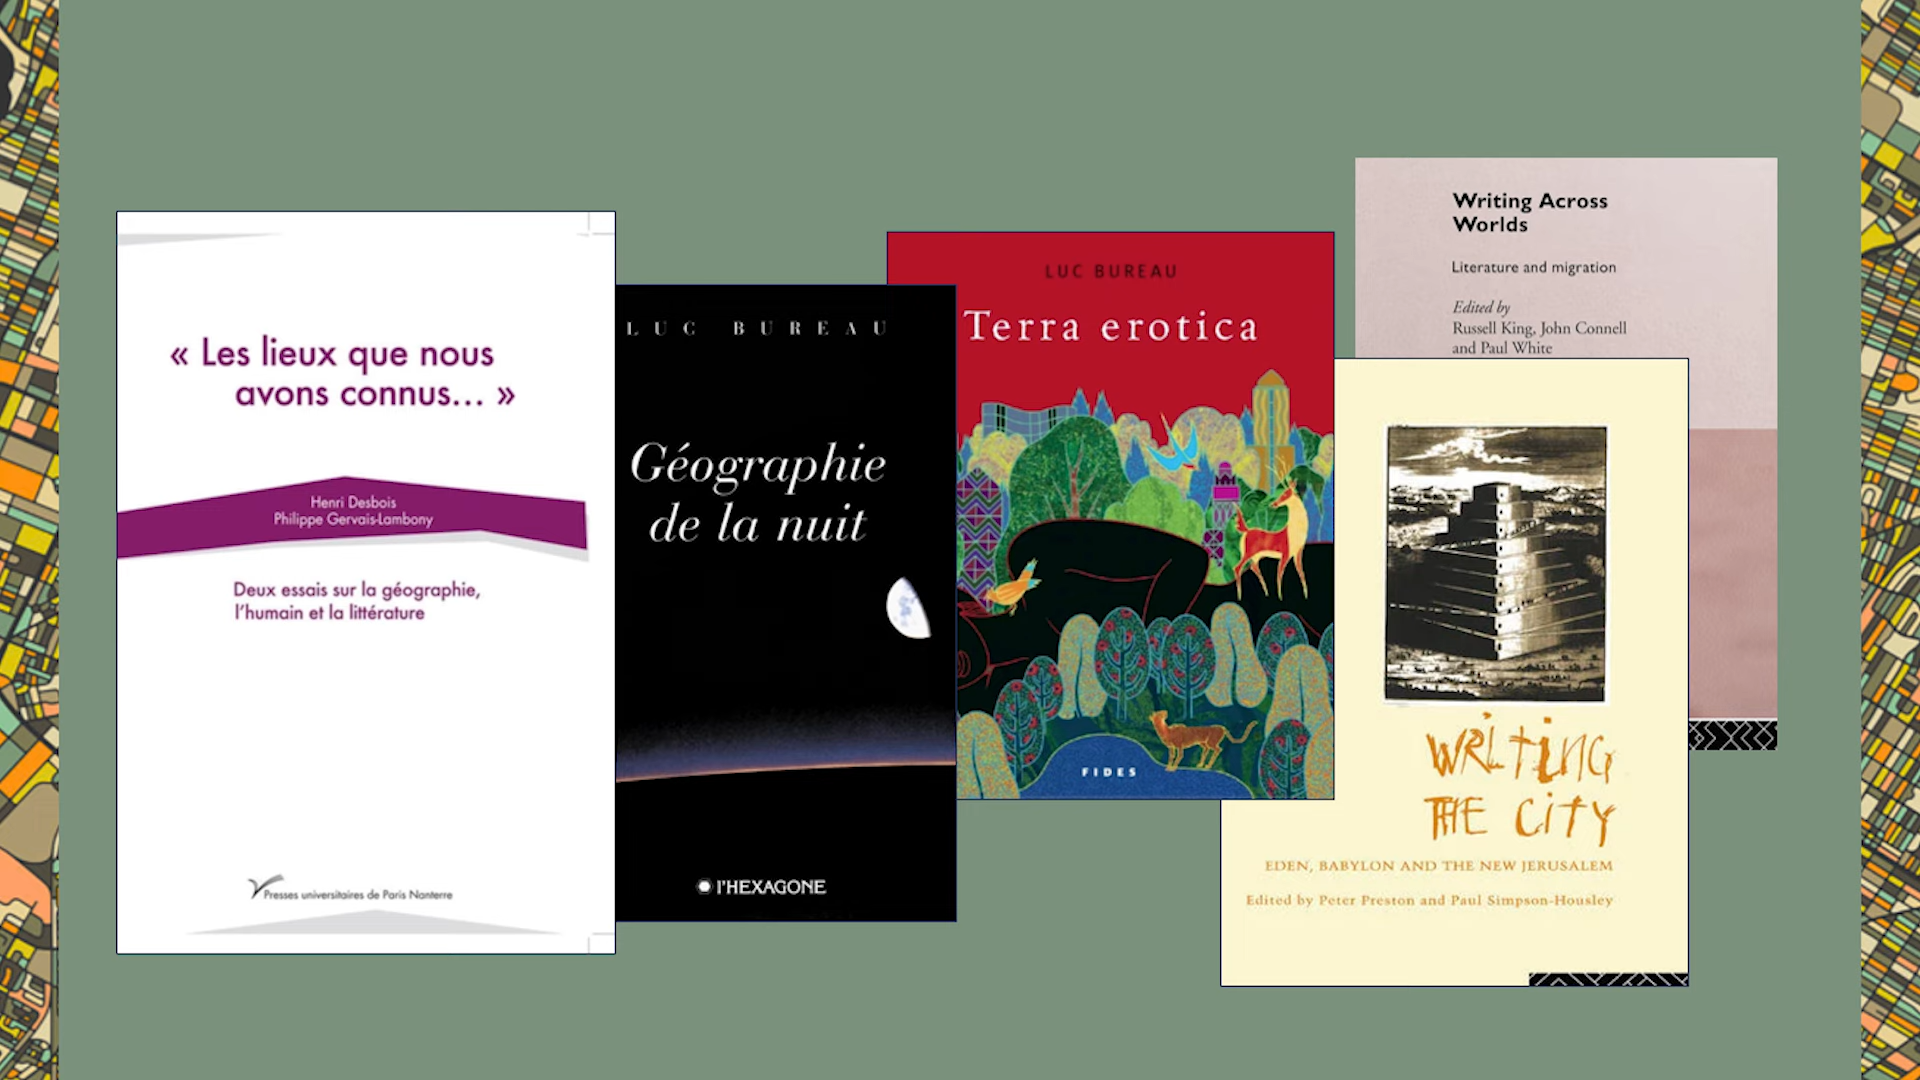 « Les lieux que nous
avons connus... »
Henri Desbois
Philippe Gervais-Lambony
Deux essais sur la géographie,
l'humain et la littérature
Presses universitaires de Paris Nanterre
LUC BUREAU
Géographie
de la nuit
l'HEXAGONE
LUC BUREAU
Terra erotica
FIDES
Writing Across
Worlds
Literature and migration
Edited by
Russell King, John Connell
and Paul White
WRITING
THE CITY
EDEN, BABYLON AND THE NEW JERUSALEM
Edited by Peter Preston and Paul Simpson-Housley